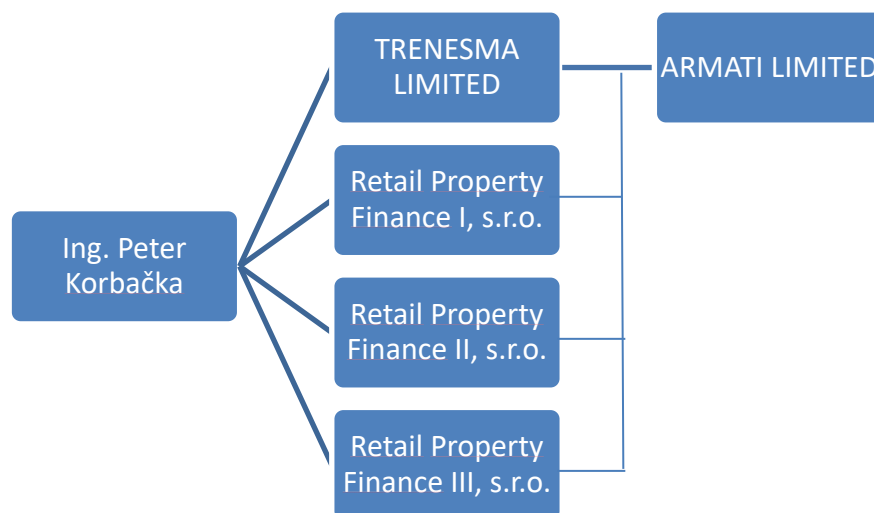 TRENESMA
LIMITED
ARMATI LIMITED
Retail Property
Finance I, s.r.o.
Ing. Peter
Korbačka
Retail Property
Finance II, s.r.o.
Retail Property
Finance III, s.r.o.